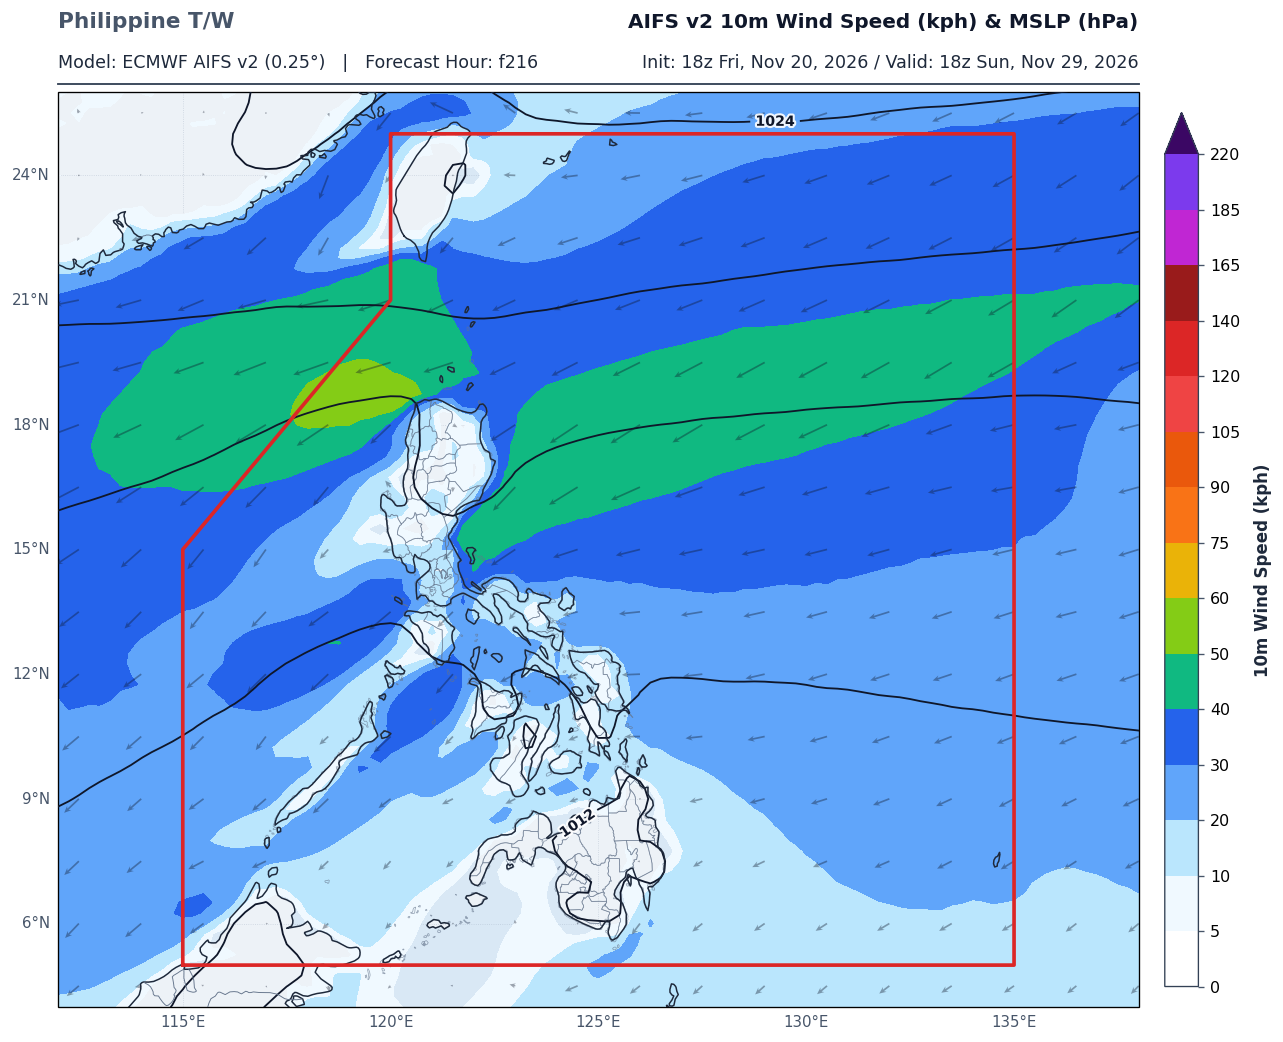 Philippine T/W
AIFS v2 10m Wind Speed (kph) & MSLP (hPa)
Model: ECMWF AIFS v2 (0.25°) | Forecast Hour: f216
Init: 18z Fri, Nov 20, 2026 / Valid: 18z Sun, Nov 29, 2026
1024
1012
24°N
21°N
18°N
15°N
12°N
9°N
6°N
115°E
120°E
125°E
130°E
135°E
220
185
165
140
120
105
90
75
60
50
40
30
20
10
5
0
10m Wind Speed (kph)